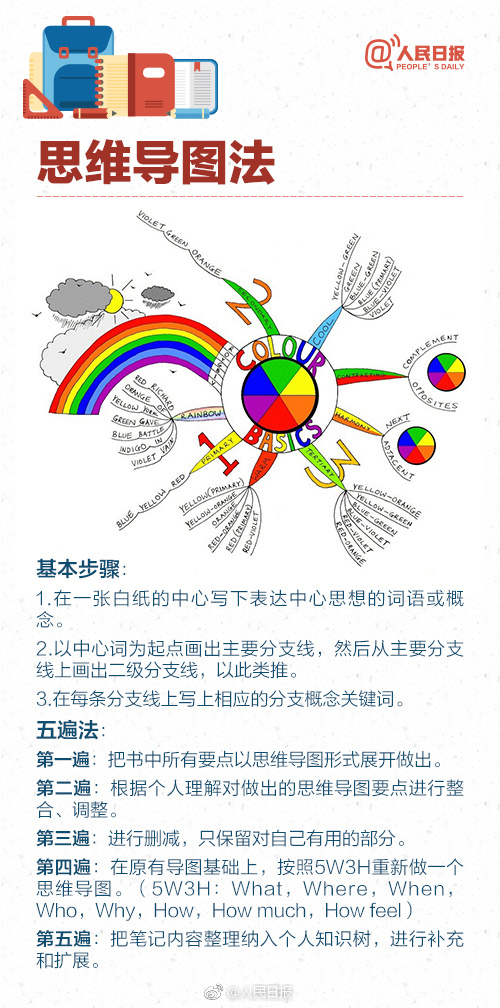 @人民日报
PEOPLE'S DAILY
思维导图法
VIOLET GREEN ORANGE
SECONDARY
2
COOL
YELLOW-GREEN
GREEN
BLUE-GREEN
BLUE (PRIMARY)
BLUE-VIOLET
VIOLET
COLOUR
BASICS
CONTRASTING
COMPLEMENT
OPPOSITES
HARMONY
NEXT
ADJACENT
RAINBOW
RED RICHARD
ORANGE OF
YELLOW YORK
GREEN GAVE
BLUE BATTLE
INDIGO IN
VIOLET VAIN
1
PRIMARY
BLUE YELLOW RED
WARM
YELLOW (PRIMARY)
YELLOW-ORANGE
ORANGE
RED-ORANGE
RED (PRIMARY)
RED-VIOLET
3
TERTIARY
YELLOW-ORANGE
YELLOW-GREEN
BLUE-GREEN
BLUE-VIOLET
RED-VIOLET
RED-ORANGE
基本步骤：
1.在一张白纸的中心写下表达中心思想的词语或概
念。
2.以中心词为起点画出主要分支线，然后从主要分支
线上画出二级分支线，以此类推。
3.在每条分支线上写上相应的分支概念关键词。
五遍法：
第一遍：把书中所有要点以思维导图形式展开做出。
第二遍：根据个人理解对做出的思维导图要点进行整
合、调整。
第三遍：进行删减，只保留对自己有用的部分。
第四遍：在原有导图基础上，按照5W3H重新做一个
思维导图。（5W3H：What，Where，When，
Who，Why，How，How much，How feel）
第五遍：把笔记内容整理纳入个人知识树，进行补充
和扩展。
@人民日报